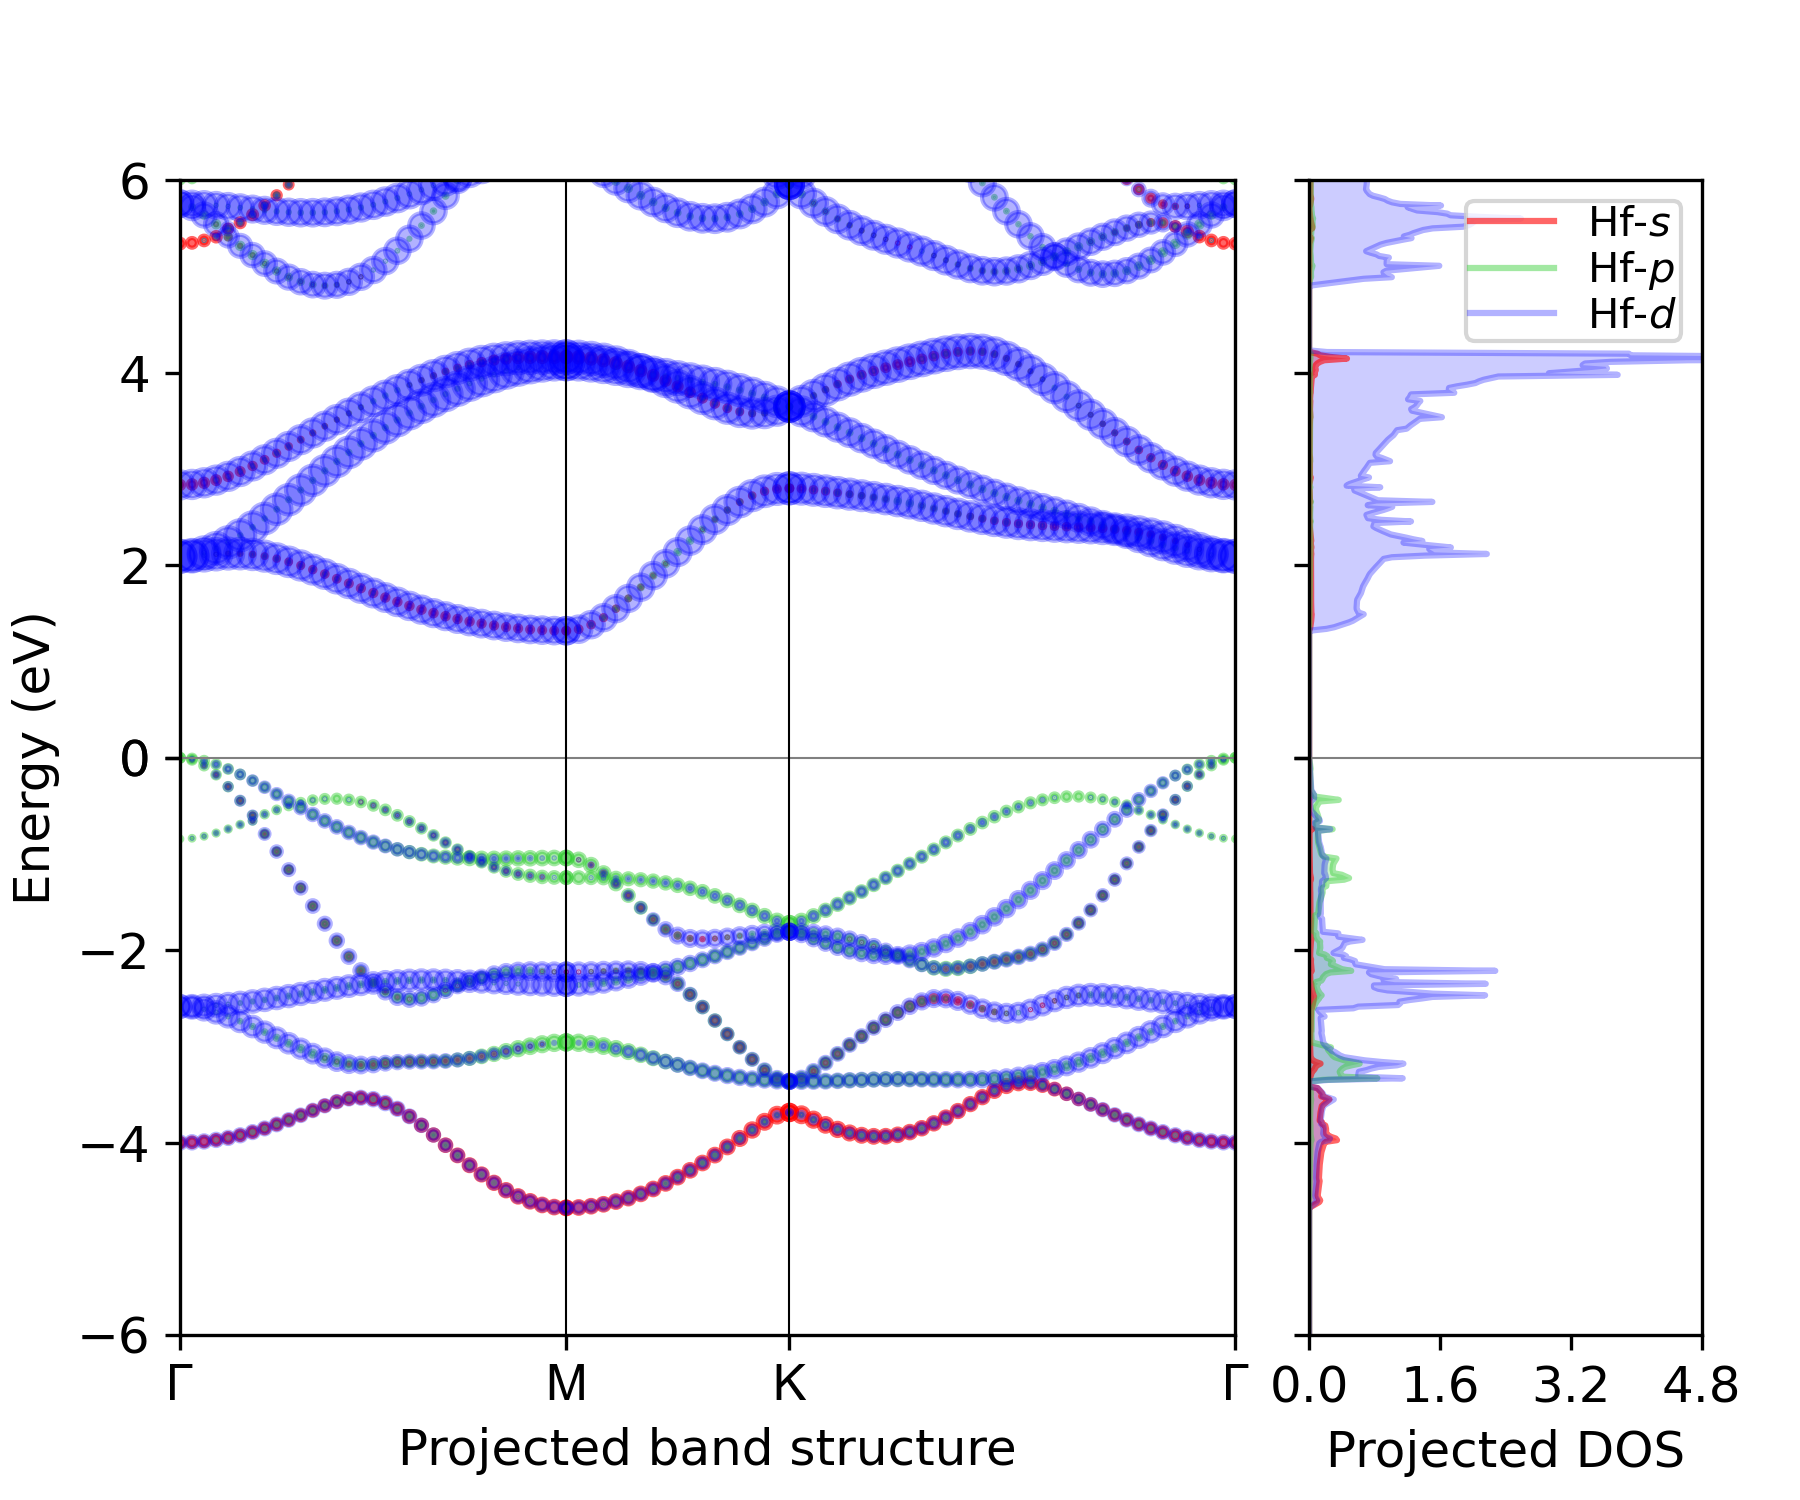 Energy (eV)
6
4
2
0
−2
−4
−6
Γ
M
K
Γ
Projected band structure
Hf-s
Hf-p
Hf-d
0.0
1.6
3.2
4.8
Projected DOS